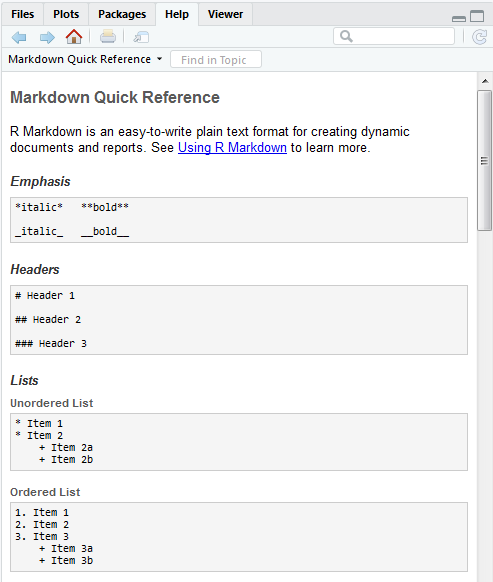 Files Plots Packages Help Viewer
Markdown Quick Reference Find in Topic
Markdown Quick Reference
R Markdown is an easy-to-write plain text format for creating dynamic
documents and reports. See Using R Markdown to learn more.
Emphasis
*italic*   **bold**
_italic_   __bold__
Headers
# Header 1
## Header 2
### Header 3
Lists
Unordered List
* Item 1
* Item 2
    + Item 2a
    + Item 2b
Ordered List
1. Item 1
2. Item 2
3. Item 3
    + Item 3a
    + Item 3b